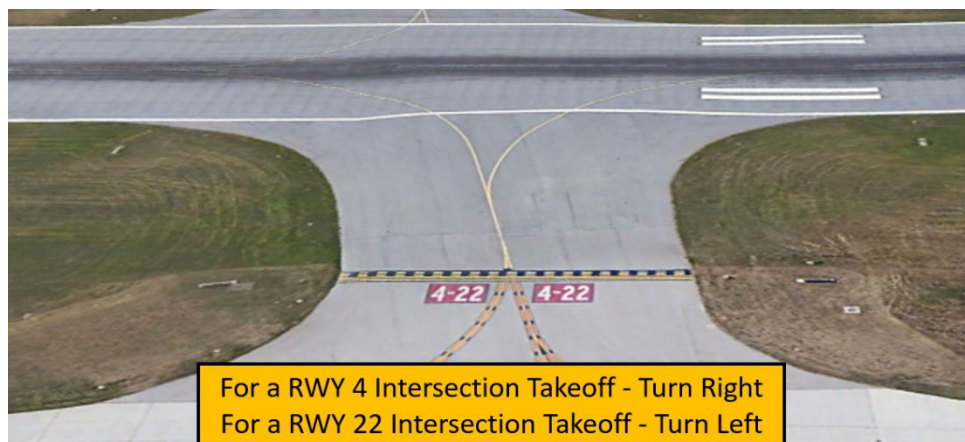 4-22 4-22
For a RWY 4 Intersection Takeoff - Turn Right
For a RWY 22 Intersection Takeoff - Turn Left